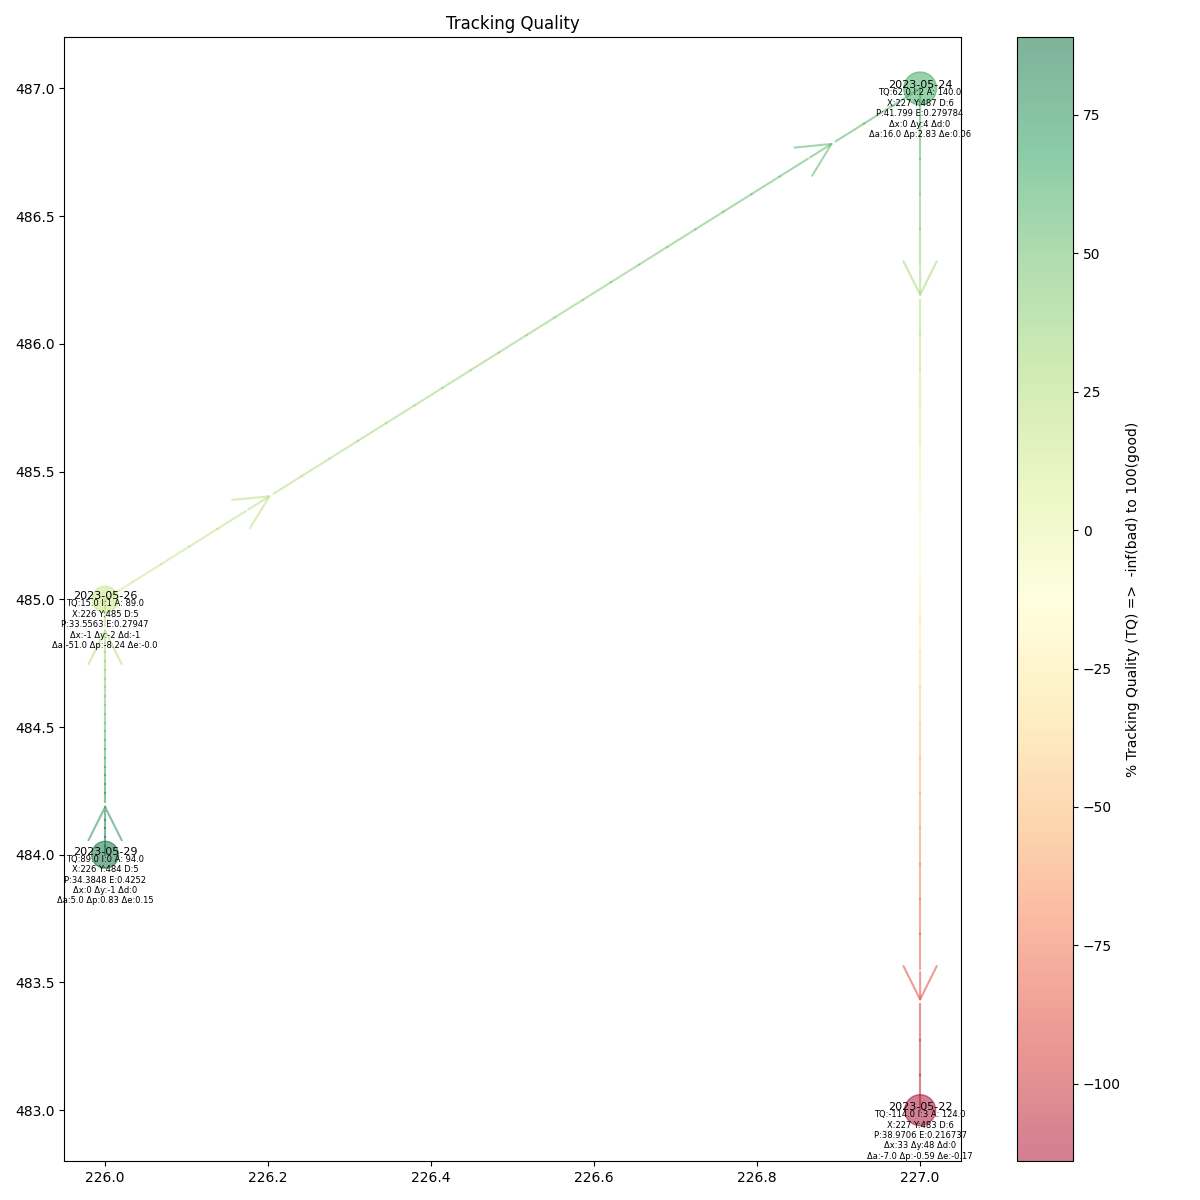 Tracking Quality
487.0
486.5
486.0
485.5
485.0
484.5
484.0
483.5
483.0
226.0
226.2
226.4
226.6
226.8
227.0
2023-05-24
TQ:62.0 I:2 A: 140.0
X:227 Y:487 D:6
P:41.799 E:0.279784
Δx:0 Δy:4 Δd:0
Δa:16.0 Δp:2.83 Δe:0.06
2023-05-26
TQ:15.0 I:1 A: 89.0
X:226 Y:485 D:5
P:33.5563 E:0.27947
Δx:-1 Δy:-2 Δd:-1
Δa:-51.0 Δp:-8.24 Δe:-0.0
2023-05-29
TQ:89.0 I:0 A: 94.0
X:226 Y:484 D:5
P:34.3848 E:0.4252
Δx:0 Δy:-1 Δd:0
Δa:5.0 Δp:0.83 Δe:0.15
2023-05-22
TQ:-114.0 I:3 A: 124.0
X:227 Y:483 D:6
P:38.9706 E:0.216737
Δx:33 Δy:48 Δd:0
Δa:-7.0 Δp:-0.59 Δe:-0.17
75
50
25
0
−25
−50
−75
−100
% Tracking Quality (TQ) => -inf(bad) to 100(good)